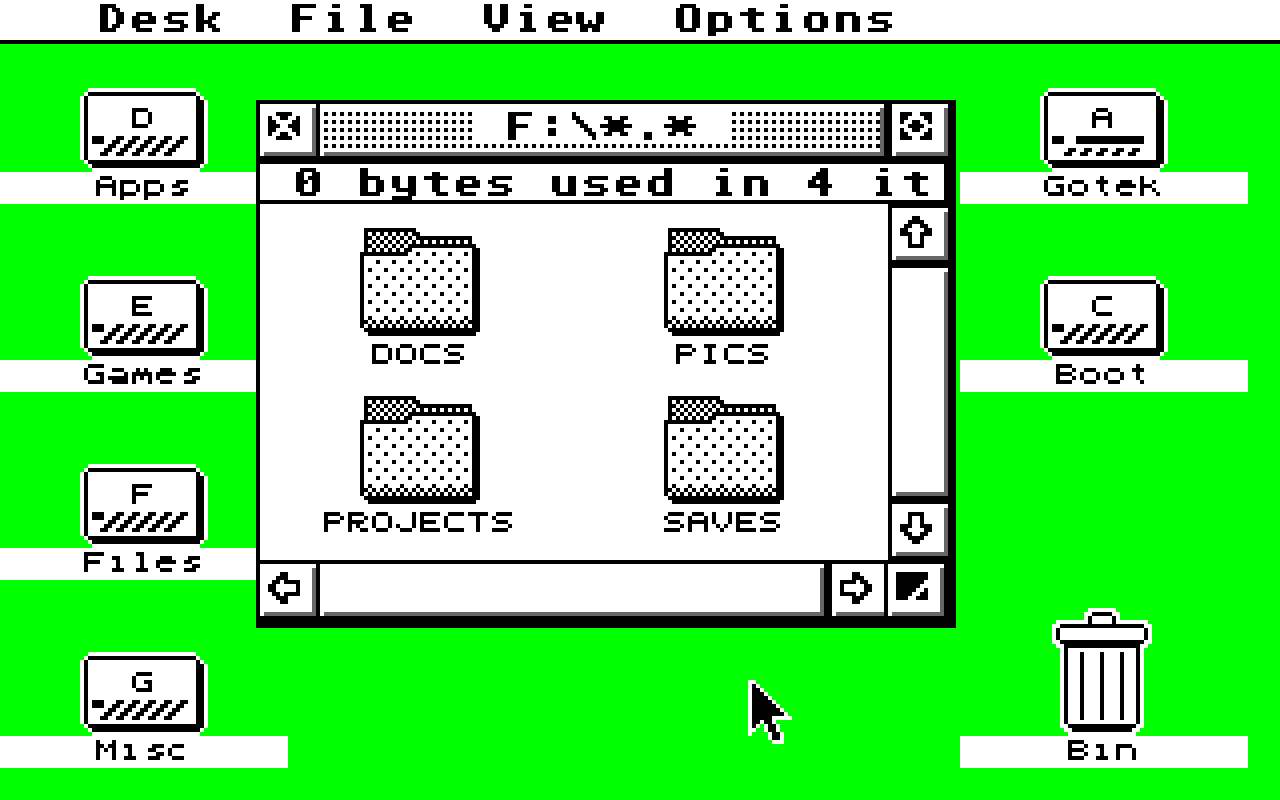 Desk File View Options
D
Apps
E
Games
F
Files
G
Misc
F:\*.*
0 bytes used in 4 it
DOCS PICS
PROJECTS SAVES
A
Gotek
C
Boot
Bin